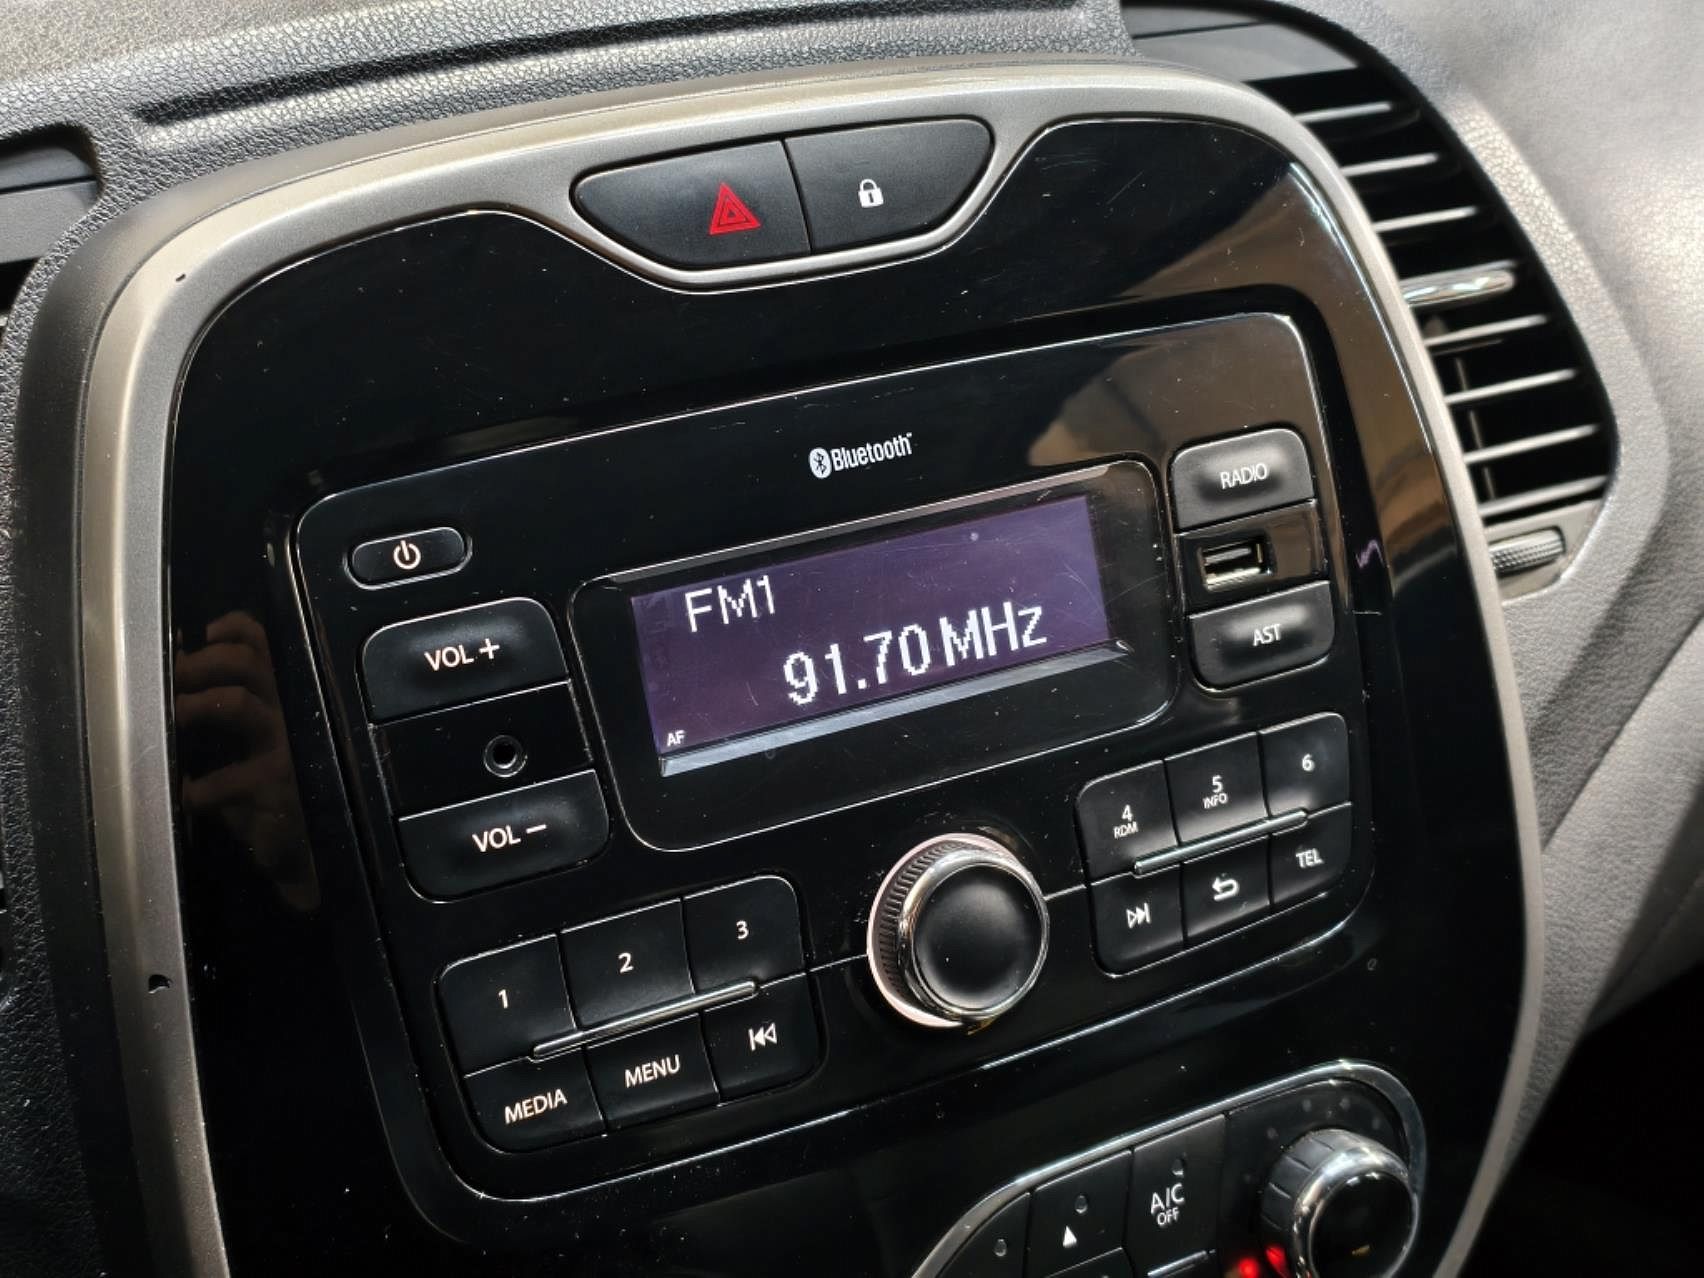 Bluetooth
RADIO
FM1
91.70 MHz
AF
VOL +
AST
VOL −
4
RDM
5
INFO
6
TEL
1
2
3
MEDIA
MENU
A/C
OFF